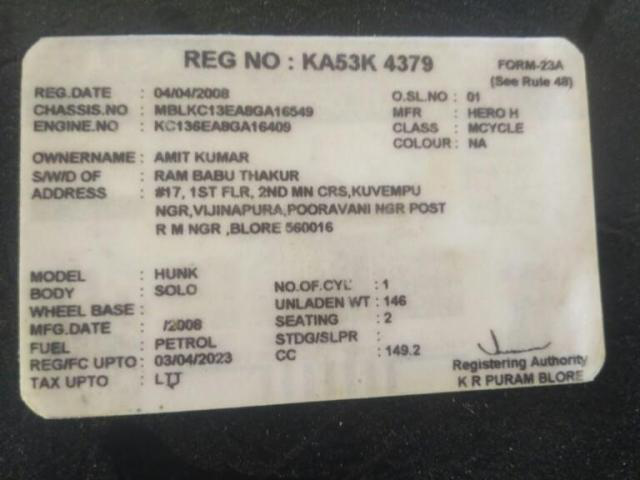 REG NO : KA53K 4379
FORM-23A
(See Rule 48)
REG.DATE : 04/04/2008
O.SL.NO : 01
CHASSIS.NO : MBLKC13EA8GA16549
MFR : HERO H
ENGINE.NO : KC136EA8GA16409
CLASS : MCYCLE
COLOUR : NA
OWNERNAME : AMIT KUMAR
S/W/D OF : RAM BABU THAKUR
ADDRESS : #17, 1ST FLR, 2ND MN CRS,KUVEMPU
NGR,VIJINAPURA,POORAVANI NGR POST
R M NGR ,BLORE 560016
MODEL : HUNK
NO.OF.CYL : 1
BODY : SOLO
UNLADEN WT : 146
WHEEL BASE :
SEATING : 2
MFG.DATE : /2008
STDG/SLPR :
FUEL : PETROL
CC : 149.2
REG/FC UPTO : 03/04/2023
Registering Authority
TAX UPTO : LTT
K R PURAM BLORE